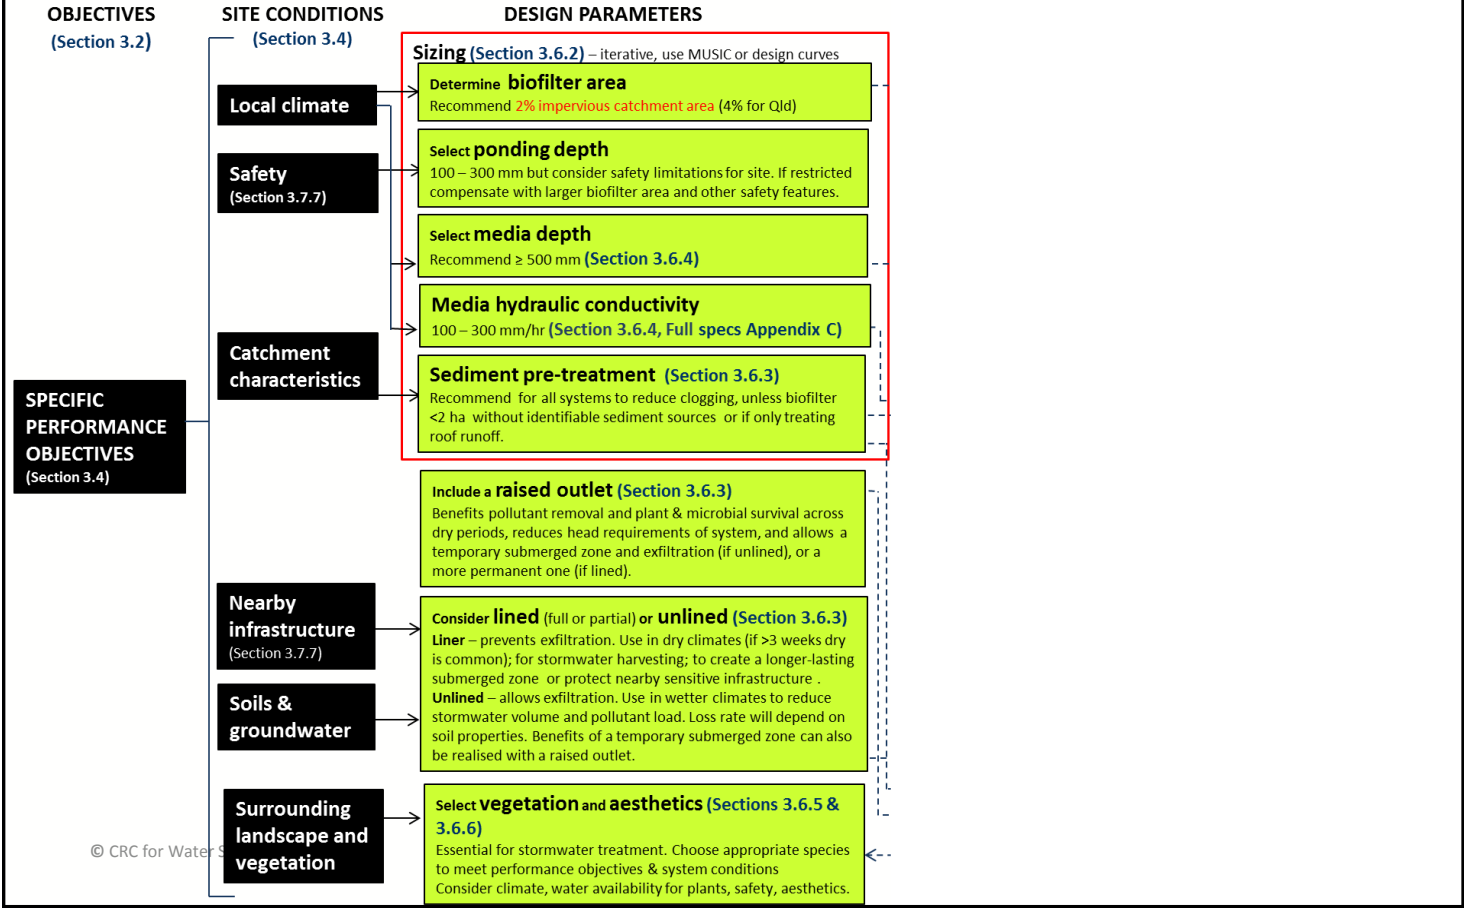 OBJECTIVES
(Section 3.2)
SITE CONDITIONS
(Section 3.4)
DESIGN PARAMETERS
Sizing (Section 3.6.2) – iterative, use MUSIC or design curves
Local climate
Determine biofilter area
Recommend 2% impervious catchment area (4% for Qld)
Safety
(Section 3.7.7)
Select ponding depth
100 – 300 mm but consider safety limitations for site. If restricted
compensate with larger biofilter area and other safety features.
Select media depth
Recommend ≥ 500 mm (Section 3.6.4)
Media hydraulic conductivity
100 – 300 mm/hr (Section 3.6.4, Full specs Appendix C)
Catchment
characteristics
Sediment pre-treatment (Section 3.6.3)
Recommend for all systems to reduce clogging, unless biofilter
<2 ha without identifiable sediment sources or if only treating
roof runoff.
SPECIFIC
PERFORMANCE
OBJECTIVES
(Section 3.4)
Include a raised outlet (Section 3.6.3)
Benefits pollutant removal and plant & microbial survival across
dry periods, reduces head requirements of system, and allows a
temporary submerged zone and exfiltration (if unlined), or a
more permanent one (if lined).
Nearby
infrastructure
(Section 3.7.7)
Consider lined (full or partial) or unlined (Section 3.6.3)
Liner – prevents exfiltration. Use in dry climates (if >3 weeks dry
is common); for stormwater harvesting; to create a longer-lasting
submerged zone or protect nearby sensitive infrastructure .
Unlined – allows exfiltration. Use in wetter climates to reduce
stormwater volume and pollutant load. Loss rate will depend on
soil properties. Benefits of a temporary submerged zone can also
be realised with a raised outlet.
Soils &
groundwater
Surrounding
landscape and
vegetation
Select vegetation and aesthetics (Sections 3.6.5 &
3.6.6)
Essential for stormwater treatment. Choose appropriate species
to meet performance objectives & system conditions
Consider climate, water availability for plants, safety, aesthetics.
© CRC for Water S